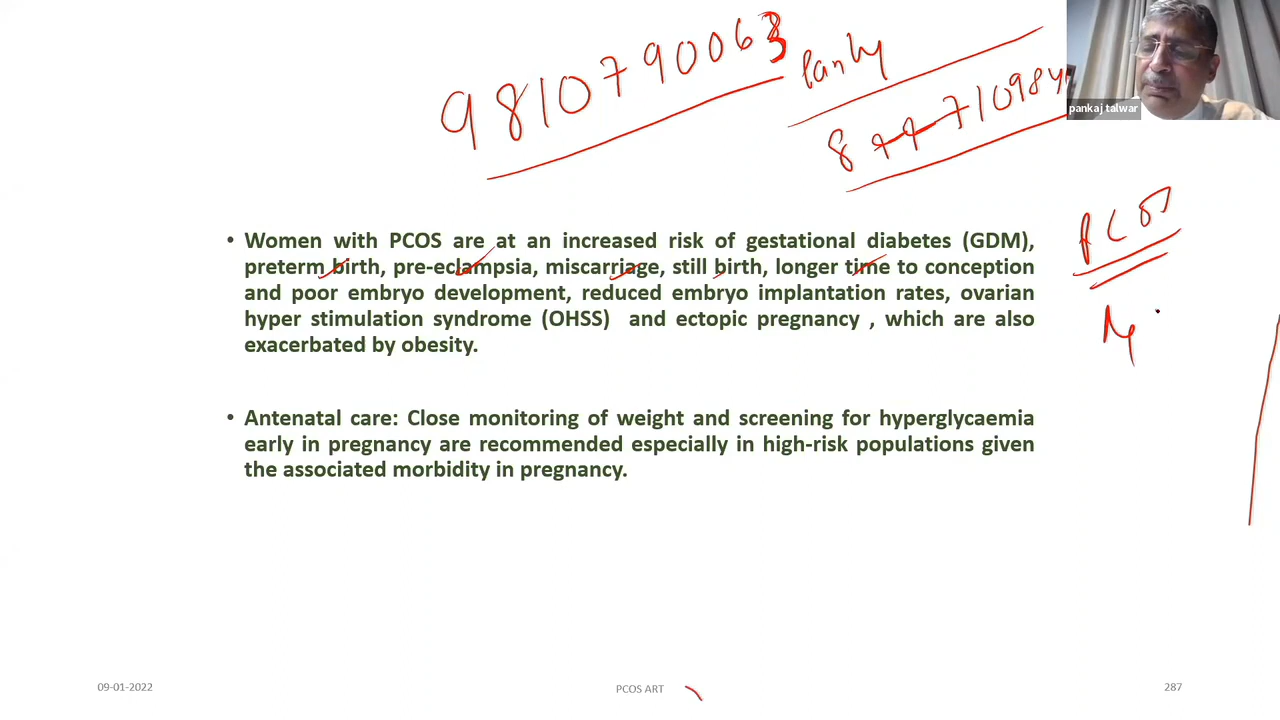 9810790063
pankaj talwar
PCOS
• Women with PCOS are at an increased risk of gestational diabetes (GDM),
preterm birth, pre-eclampsia, miscarriage, still birth, longer time to conception
and poor embryo development, reduced embryo implantation rates, ovarian
hyper stimulation syndrome (OHSS) and ectopic pregnancy , which are also
exacerbated by obesity.
• Antenatal care: Close monitoring of weight and screening for hyperglycaemia
early in pregnancy are recommended especially in high-risk populations given
the associated morbidity in pregnancy.
09-01-2022
PCOS ART
287